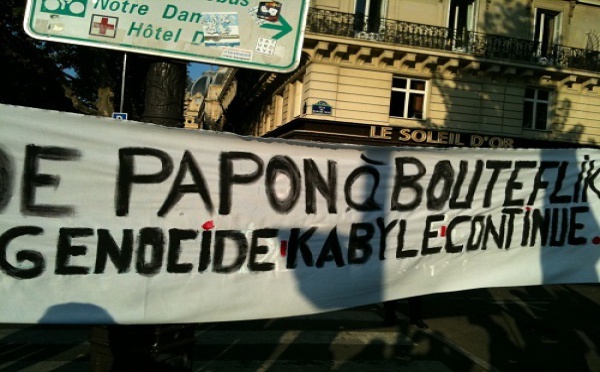 Notre Dam
Hôtel D
LE SOLEIL D'OR
DE PAPON À BOUTEFLIK
GENOCIDE KABYLE CONTINUE.